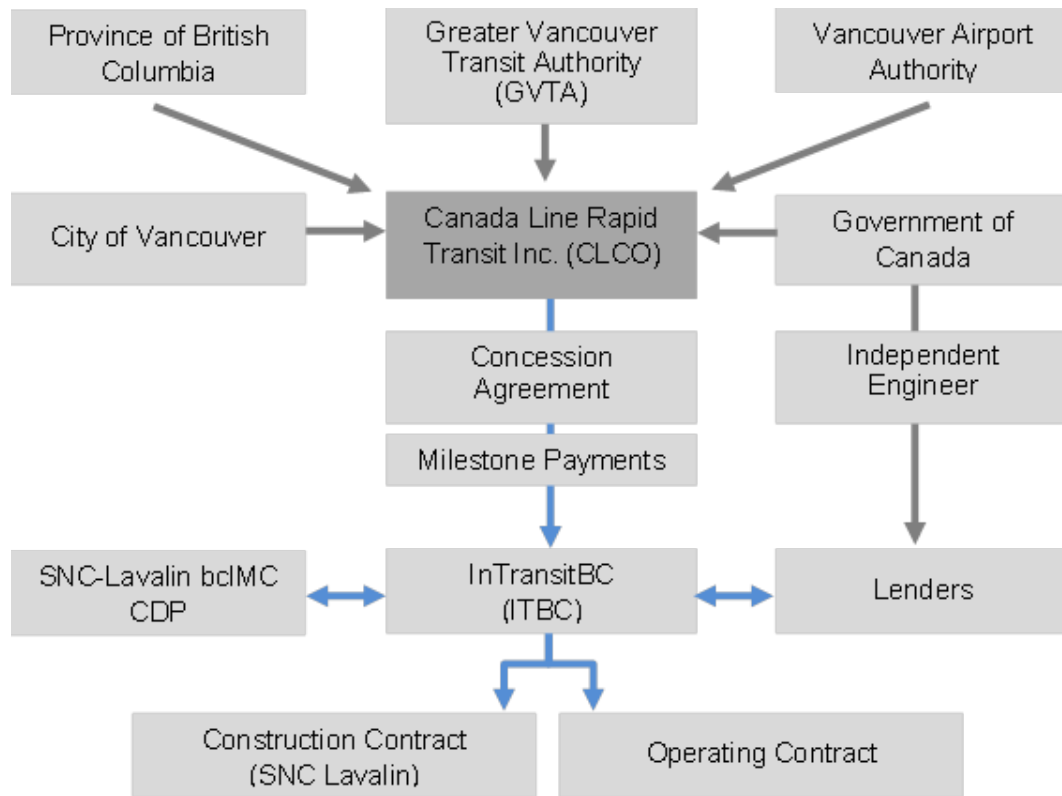 Province of British
Columbia
Greater Vancouver
Transit Authority
(GVTA)
Vancouver Airport
Authority
City of Vancouver
Canada Line Rapid
Transit Inc. (CLCO)
Government of
Canada
Concession
Agreement
Independent
Engineer
Milestone Payments
SNC-Lavalin bcIMC
CDP
InTransitBC
(ITBC)
Lenders
Construction Contract
(SNC Lavalin)
Operating Contract